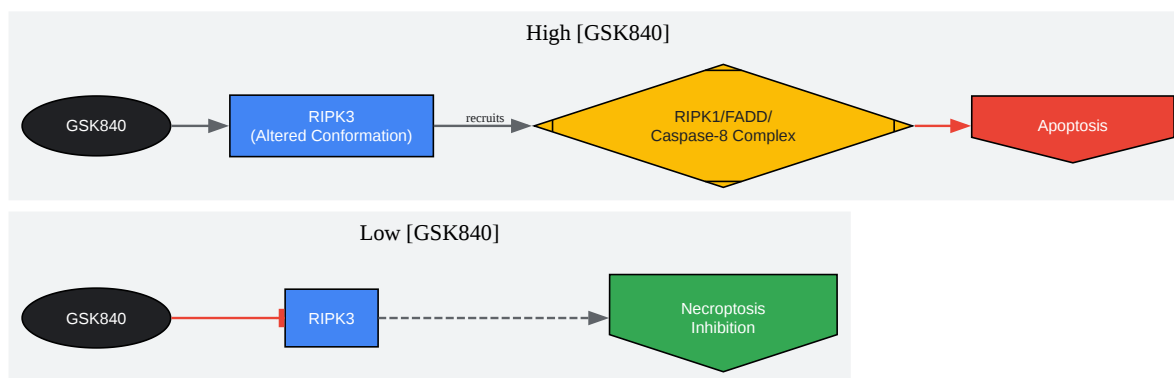 High [GSK840]
GSK840
RIPK3
(Altered Conformation)
recruits
RIPK1/FADD/
Caspase-8 Complex
Apoptosis
Low [GSK840]
GSK840
RIPK3
Necroptosis
Inhibition